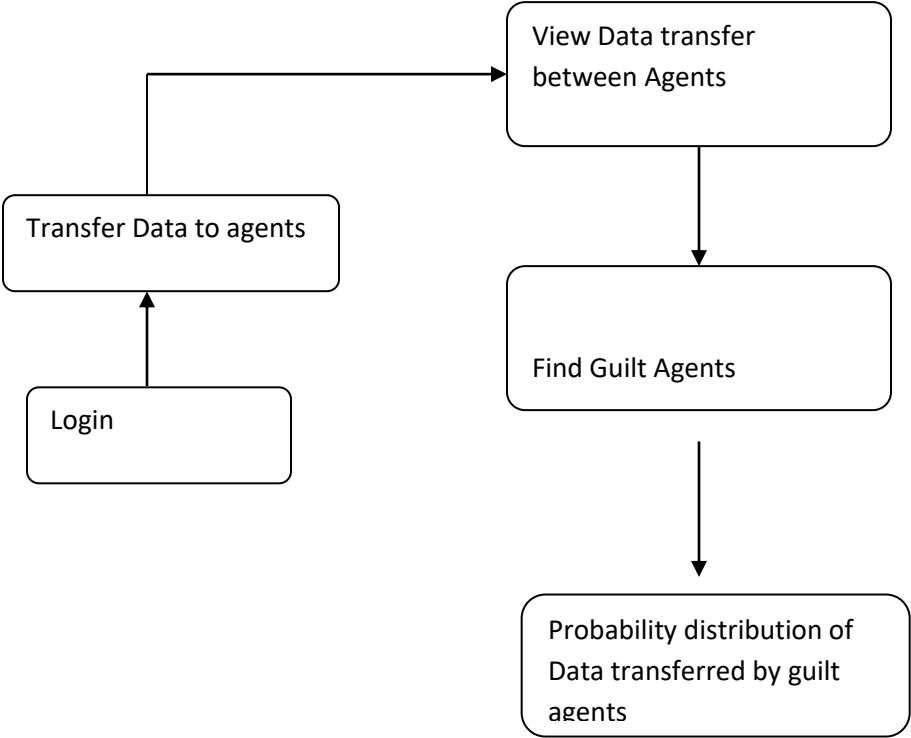 View Data transfer
between Agents
Transfer Data to agents
Find Guilt Agents
Login
Probability distribution of
Data transferred by guilt
agents